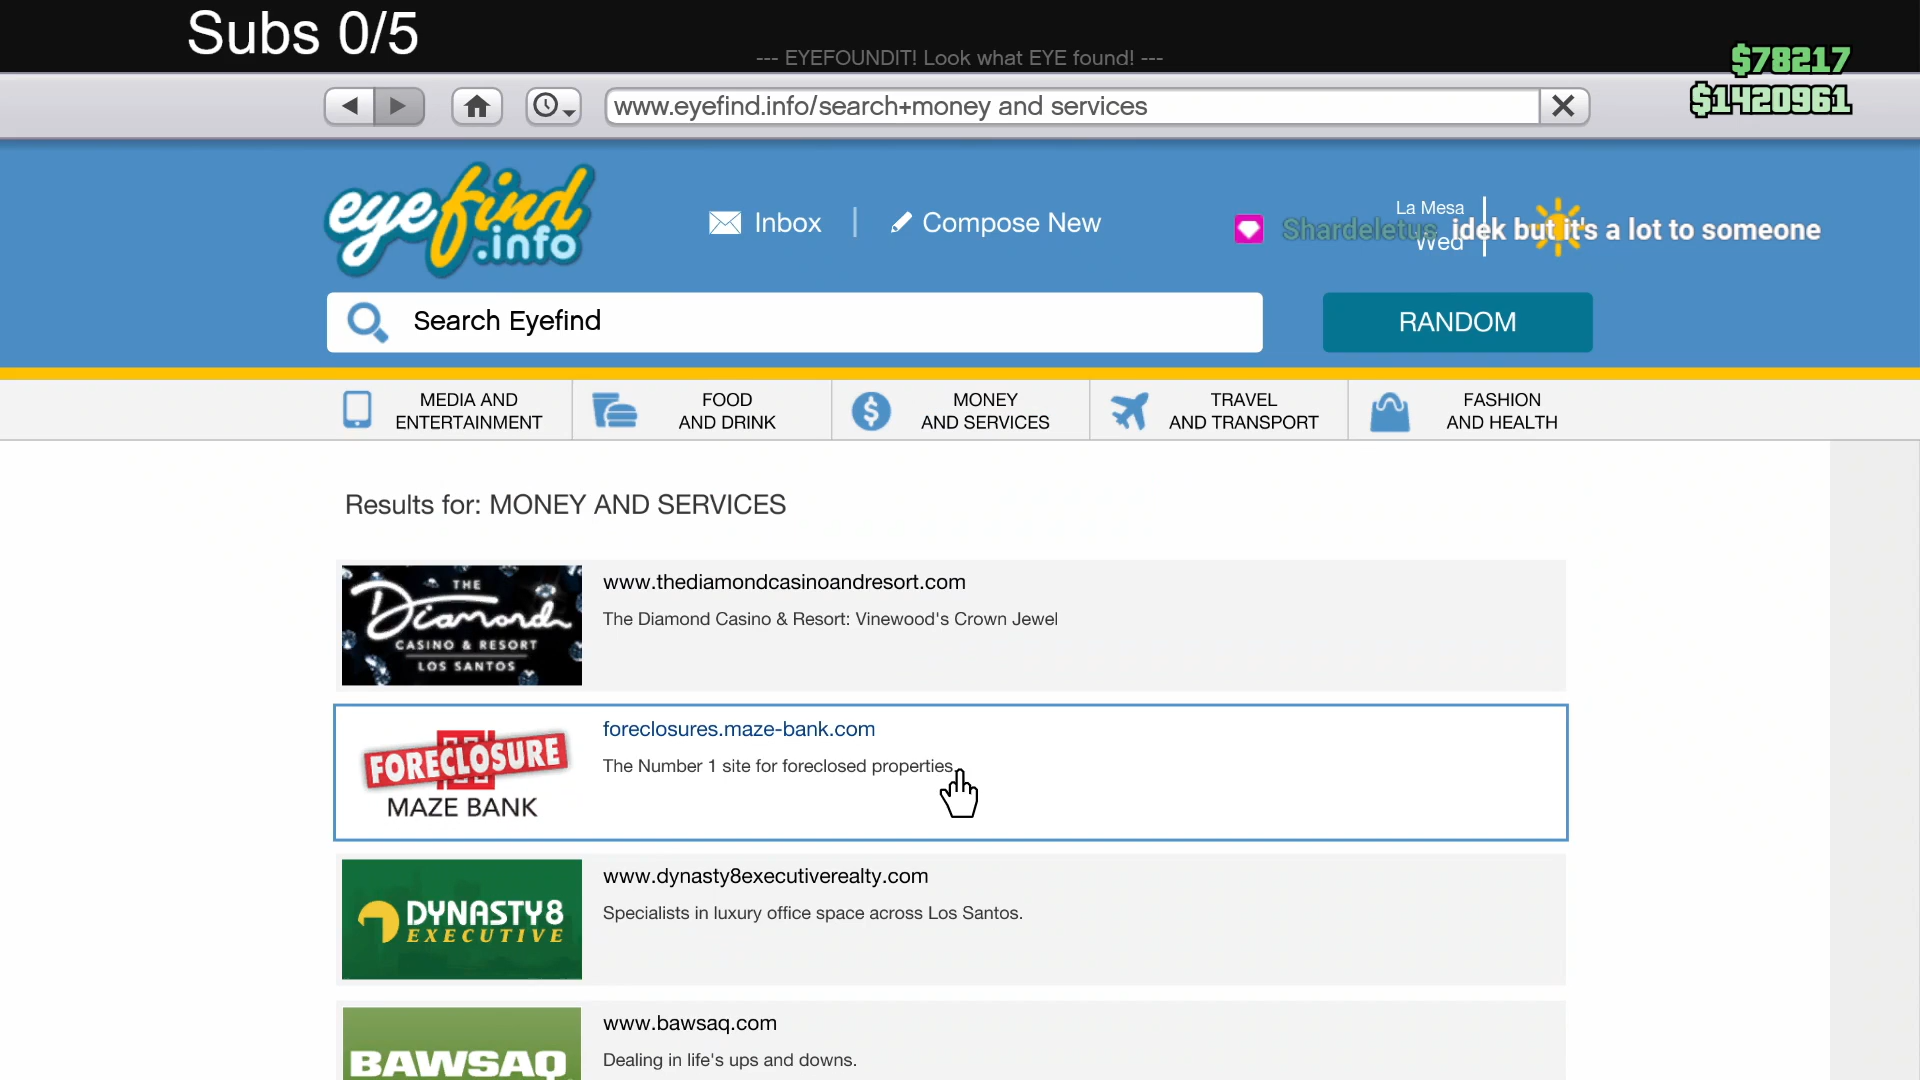 Subs 0/5
--- EYEFOUNDIT! Look what EYE found! ---
$78217
$1420961
www.eyefind.info/search+money and services
eyefind
.info
Inbox
Compose New
La Mesa
Wed
Shardeletus idek but it's a lot to someone
Search Eyefind
RANDOM
MEDIA AND
ENTERTAINMENT
FOOD
AND DRINK
MONEY
AND SERVICES
TRAVEL
AND TRANSPORT
FASHION
AND HEALTH
Results for: MONEY AND SERVICES
THE
Diamond
CASINO & RESORT
LOS SANTOS
www.thediamondcasinoandresort.com
The Diamond Casino & Resort: Vinewood's Crown Jewel
FORECLOSURE
MAZE BANK
foreclosures.maze-bank.com
The Number 1 site for foreclosed properties.
DYNASTY8
EXECUTIVE
www.dynasty8executiverealty.com
Specialists in luxury office space across Los Santos.
BAWSAQ
www.bawsaq.com
Dealing in life's ups and downs.